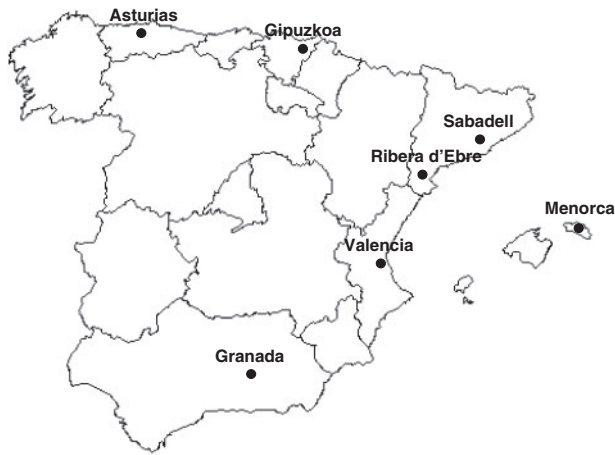 Asturias
Gipuzkoa
Sabadell
Ribera d'Ebre
Menorca
Valencia
Granada